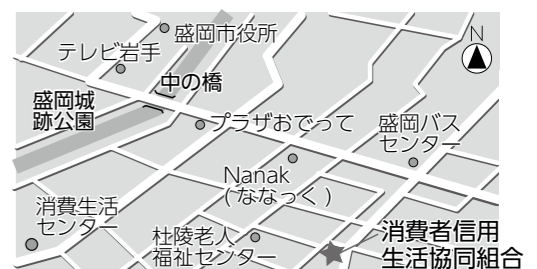 盛岡市役所
テレビ岩手
N
中の橋
盛岡城
跡公園
プラザおでって
盛岡バス
センター
Nanak
(ななっく)
消費生活
センター
杜陵老人
福祉センター
消費者信用
生活協同組合